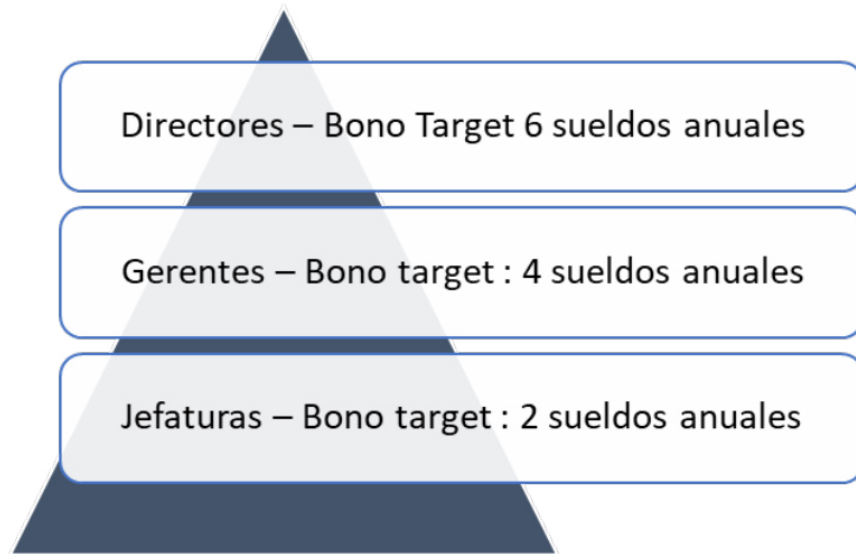 Directores – Bono Target 6 sueldos anuales
Gerentes – Bono target : 4 sueldos anuales
Jefaturas – Bono target : 2 sueldos anuales